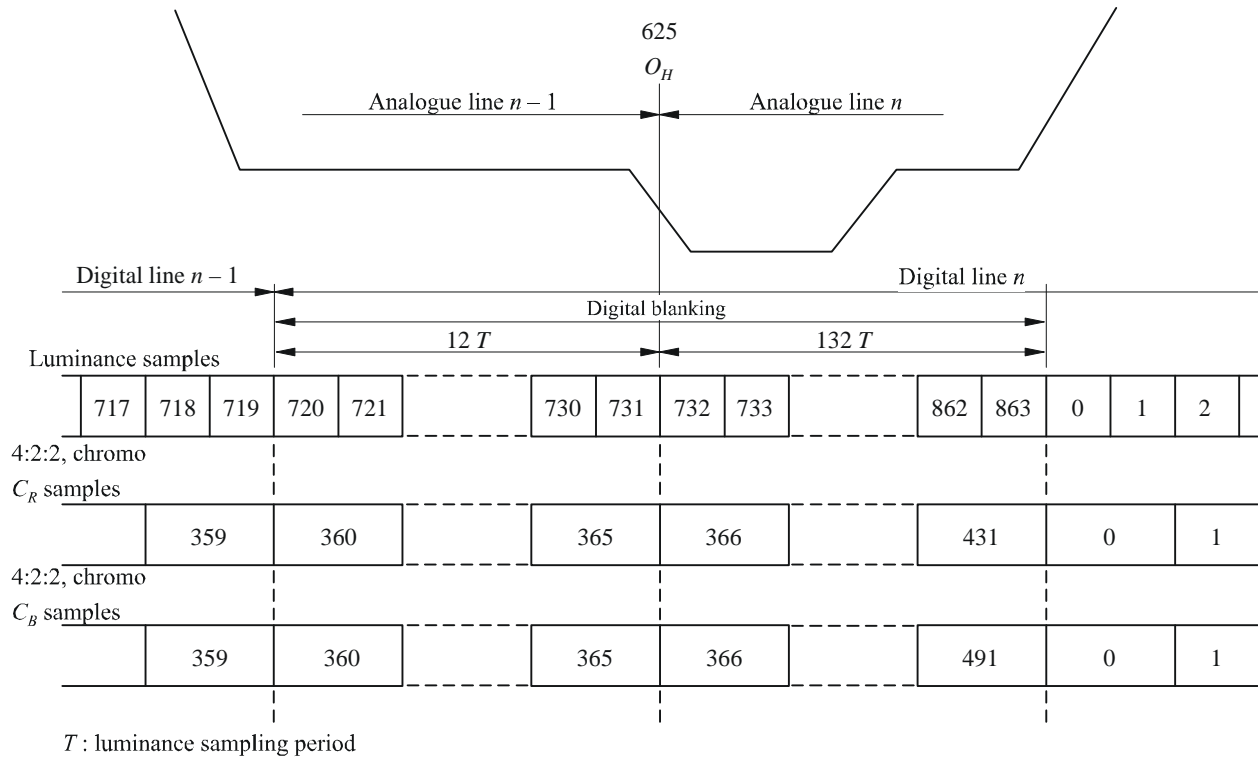 625
O_H
Analogue line n – 1
Analogue line n
Digital line n – 1
Digital line n
Digital blanking
12 T
132 T
Luminance samples
717 718 719 720 721 730 731 732 733 862 863 0 1 2
4:2:2, chromo
C_R samples
359 360 365 366 431 0 1
4:2:2, chromo
C_B samples
359 360 365 366 491 0 1
T : luminance sampling period